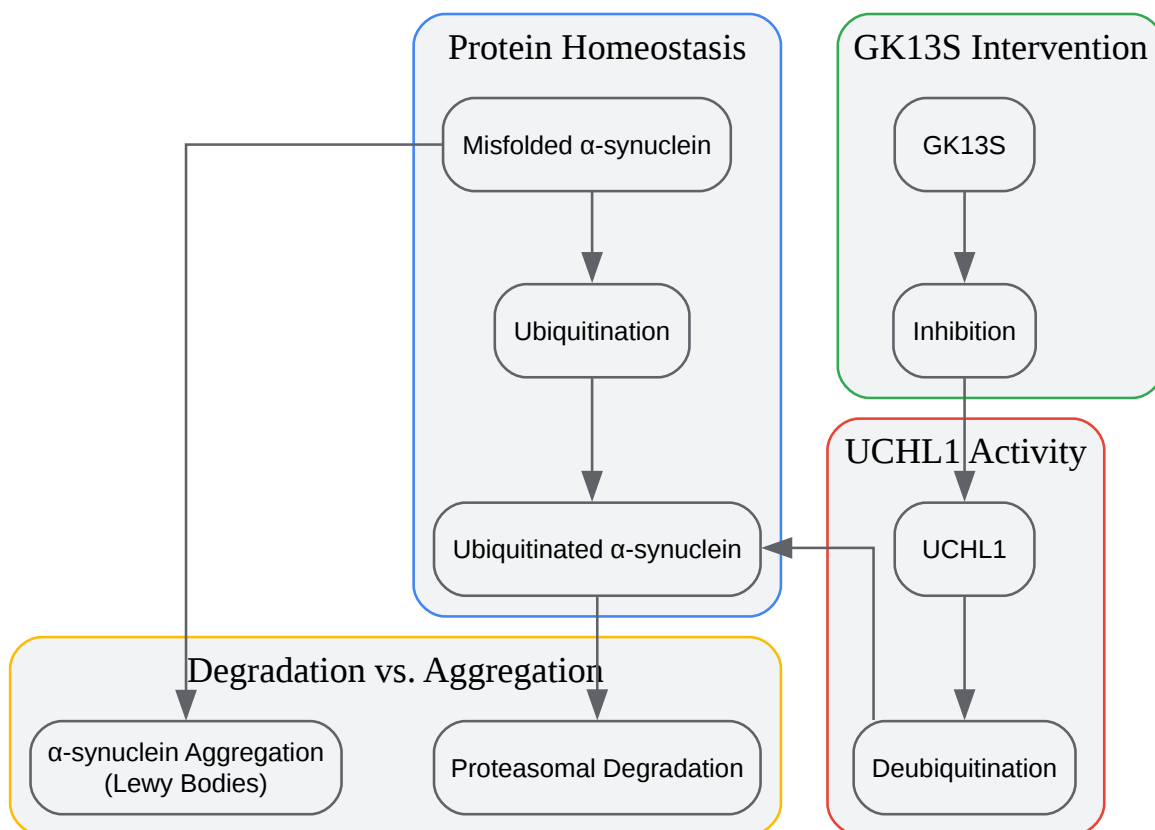 Protein Homeostasis
Misfolded α-synuclein
Ubiquitination
Ubiquitinated α-synuclein
GK13S Intervention
GK13S
Inhibition
UCHL1 Activity
UCHL1
Deubiquitination
Degradation vs. Aggregation
α-synuclein Aggregation
(Lewy Bodies)
Proteasomal Degradation